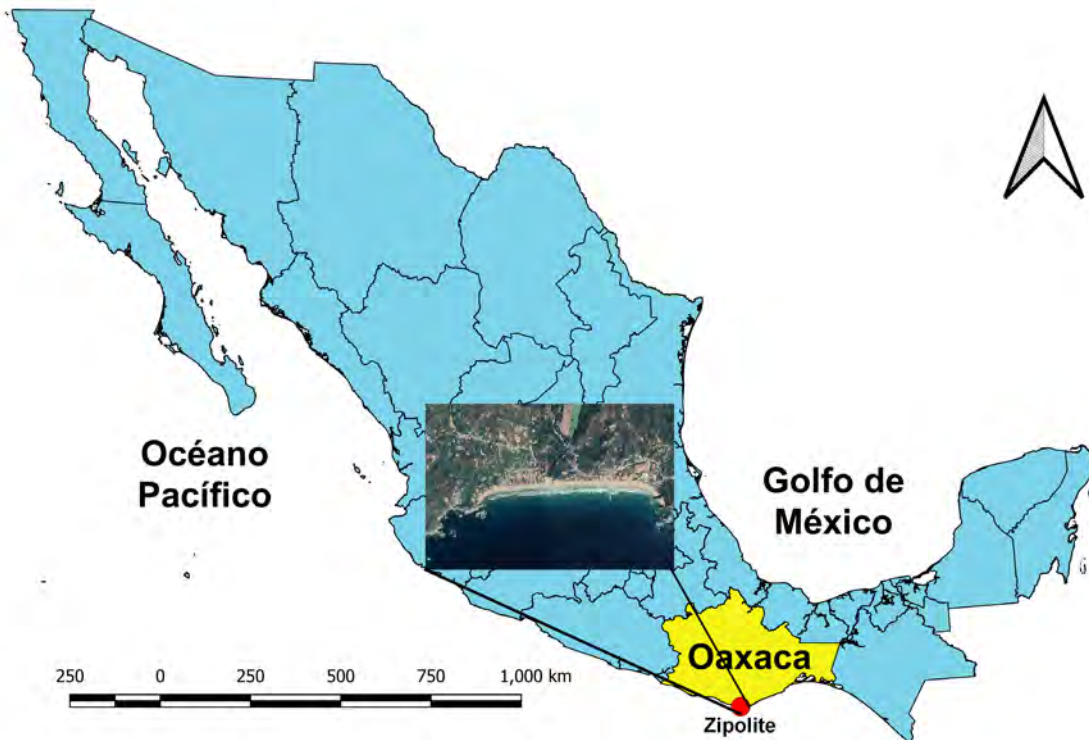 Océano
Pacífico
Golfo de
México
Oaxaca
250 0 250 500 750 1,000 km
Zipolite